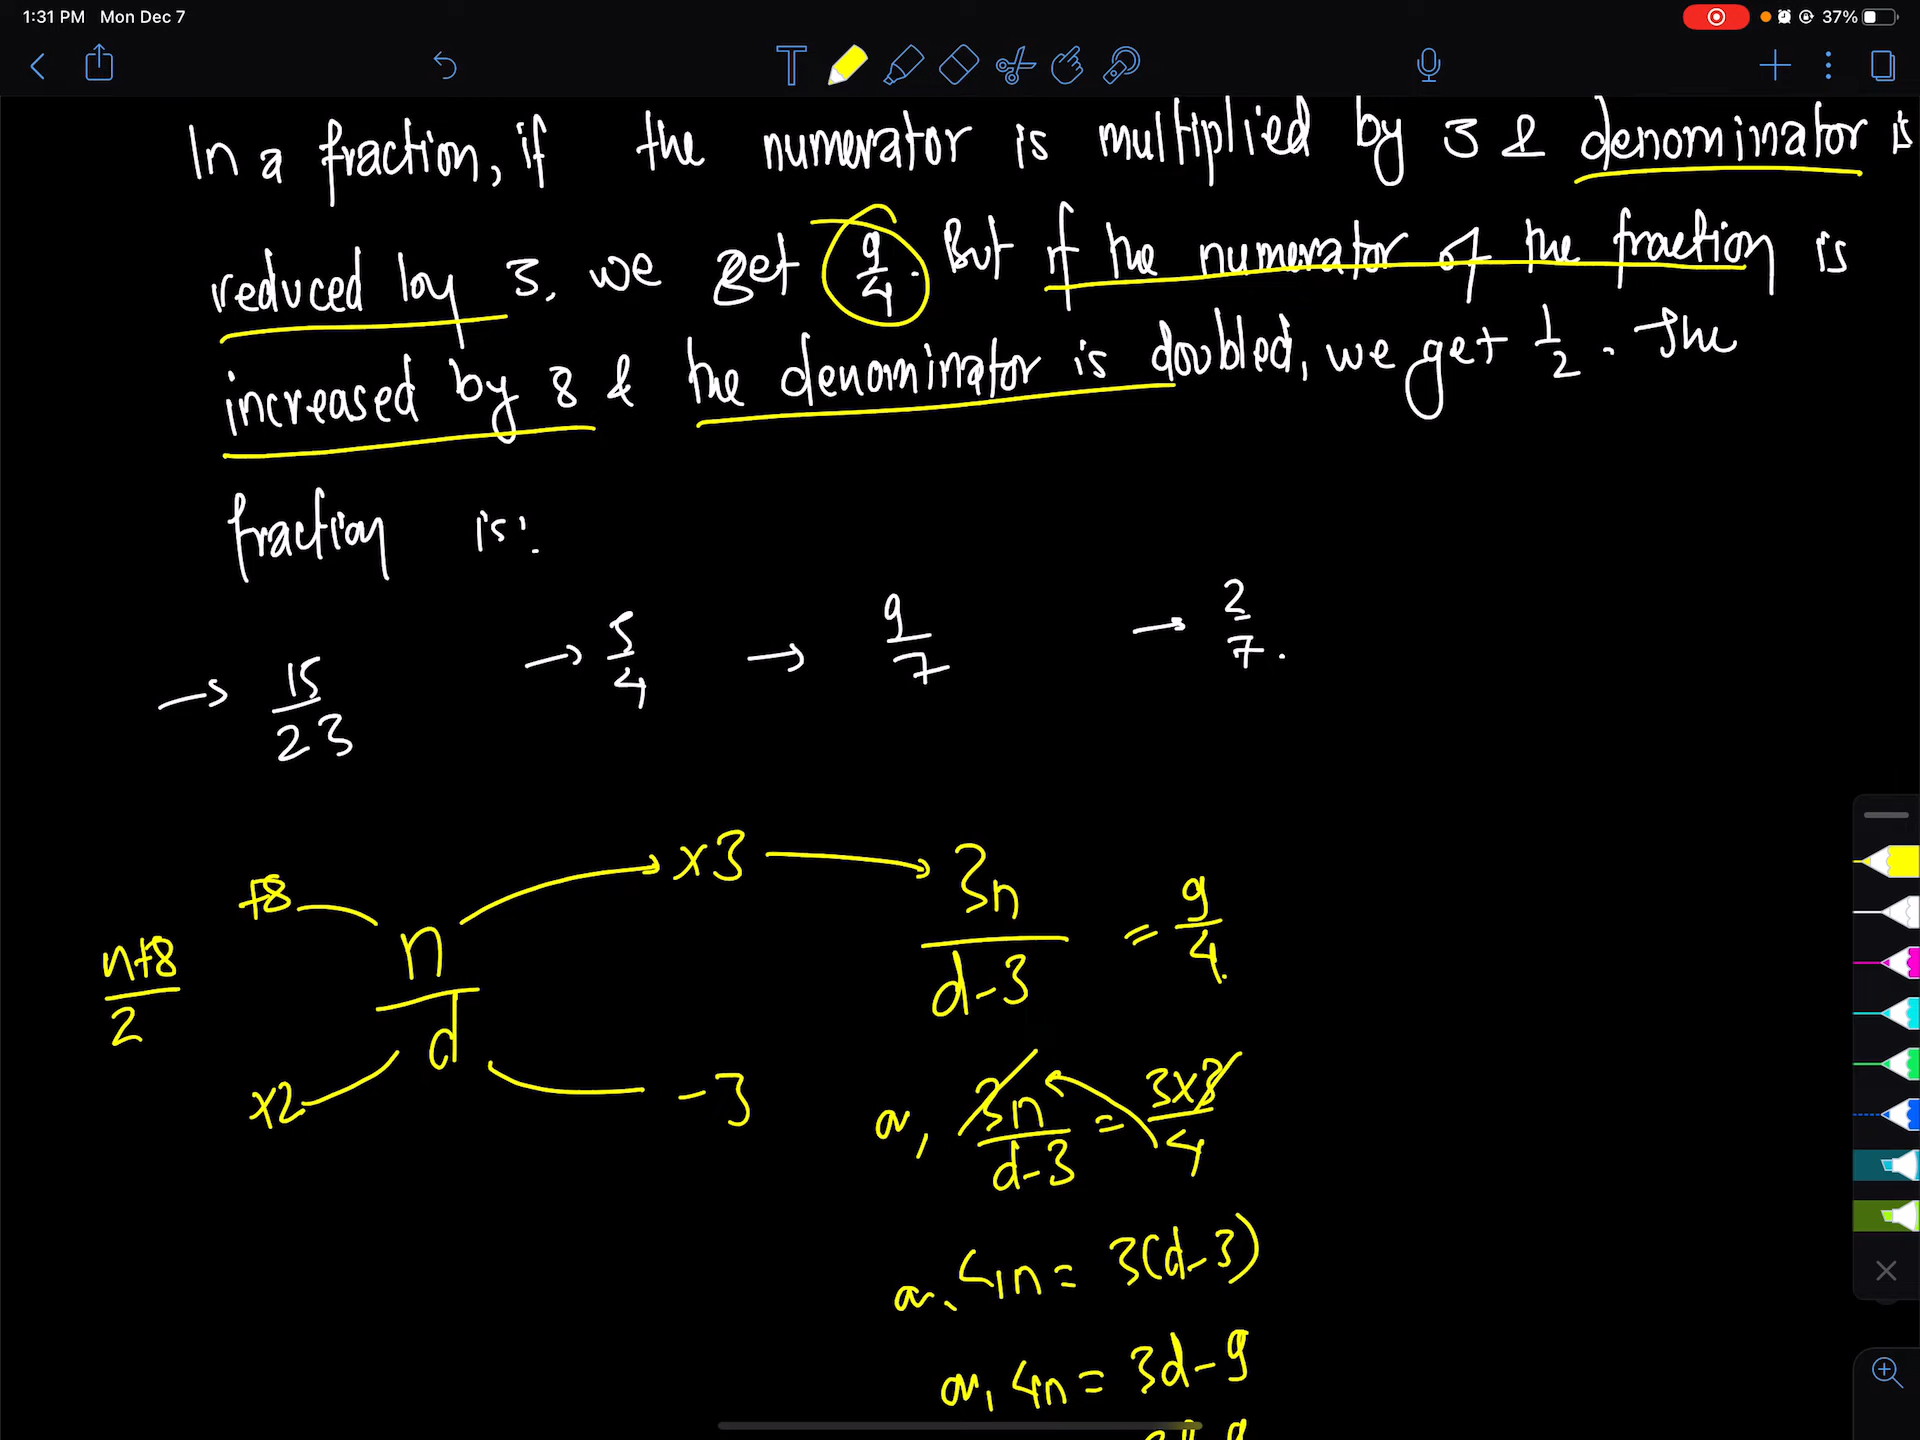 1:31 PM Mon Dec 7
37%
In a fraction, if the numerator is multiplied by 3 & denominator is
reduced by 3, we get 9/4. But if the numerator of the fraction is
increased by 8 & the denominator is doubled, we get 1/2. The
fraction is:
→ 15/23 → 3/4 → 9/7 → 2/7.
×3 → 3n/(d-3) = 9/4
+8
n/d
n+8/2
×2
-3
or, 3n/(d-3) = 3×3/4
or, 4n = 3(d-3)
or, 4n = 3d-9